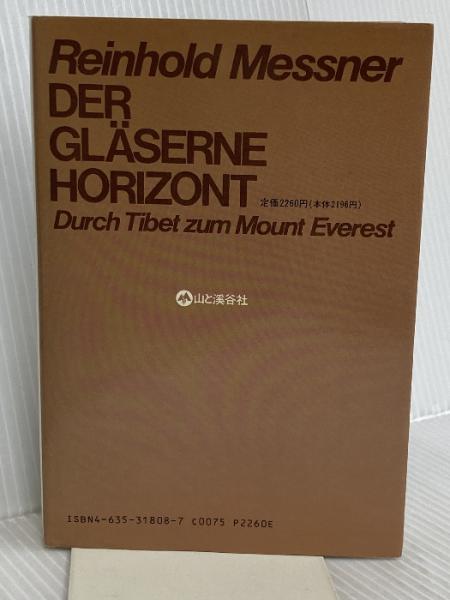 Reinhold Messner
DER
GLÄSERNE
HORIZONT
定価2260円(本体2196円)
Durch Tibet zum Mount Everest
山と溪谷社
ISBN4-635-31808-7 C0075 P2260E